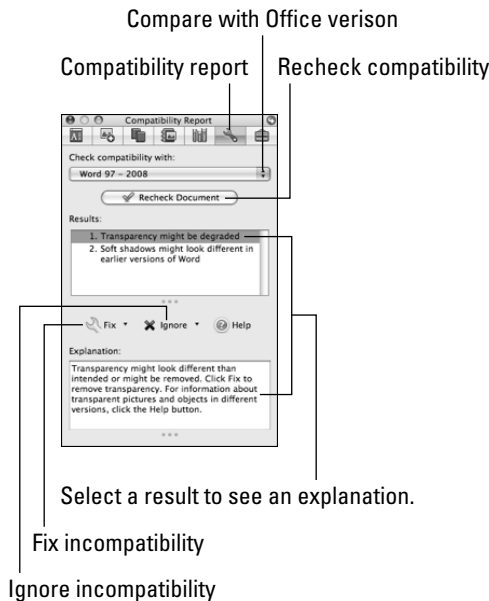 Compare with Office verison
Compatibility report
Recheck compatibility
Compatibility Report
Check compatibility with:
Word 97 – 2008
Recheck Document
Results:
1. Transparency might be degraded
2. Soft shadows might look different in
earlier versions of Word
Fix
Ignore
Help
Explanation:
Transparency might look different than
intended or might be removed. Click Fix to
remove transparency. For information about
transparent pictures and objects in different
versions, click the Help button.
Select a result to see an explanation.
Fix incompatibility
Ignore incompatibility